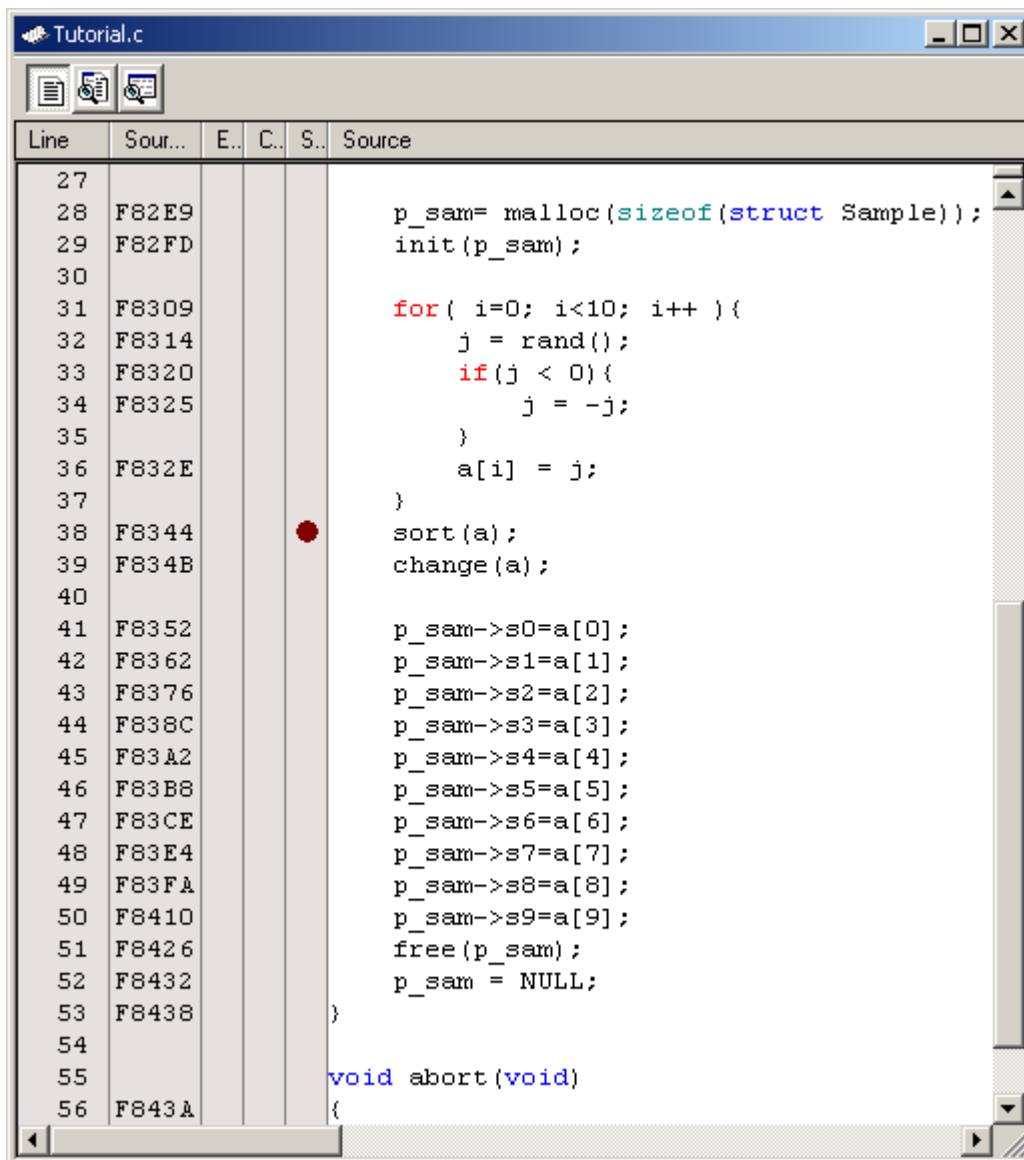 Tutorial.c
Line Sour... E.. C.. S.. Source
27
28 F82E9 p_sam= malloc(sizeof(struct Sample));
29 F82FD init(p_sam);
30
31 F8309 for( i=0; i<10; i++ ){
32 F8314 j = rand();
33 F8320 if(j < 0){
34 F8325 j = -j;
35 }
36 F832E a[i] = j;
37 }
38 F8344 sort(a);
39 F834B change(a);
40
41 F8352 p_sam->s0=a[0];
42 F8362 p_sam->s1=a[1];
43 F8376 p_sam->s2=a[2];
44 F838C p_sam->s3=a[3];
45 F83A2 p_sam->s4=a[4];
46 F83B8 p_sam->s5=a[5];
47 F83CE p_sam->s6=a[6];
48 F83E4 p_sam->s7=a[7];
49 F83FA p_sam->s8=a[8];
50 F8410 p_sam->s9=a[9];
51 F8426 free(p_sam);
52 F8432 p_sam = NULL;
53 F8438 }
54
55 void abort(void)
56 F843A {